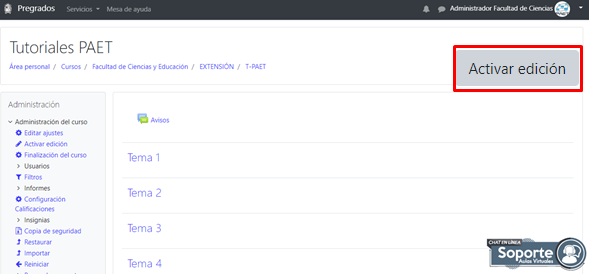 Pregrados Servicios Mesa de ayuda Administrador Facultad de Ciencias
Tutoriales PAET
Área personal / Cursos / Facultad de Ciencias y Educación / EXTENSIÓN / T-PAET
Activar edición
Administración
Administración del curso
Editar ajustes
Activar edición
Finalización del curso
Usuarios
Filtros
Informes
Configuración
Calificaciones
Insignias
Copia de seguridad
Restaurar
Importar
Reiniciar
Avisos
Tema 1
Tema 2
Tema 3
Tema 4
CHAT EN LÍNEA
Soporte
Aulas Virtuales